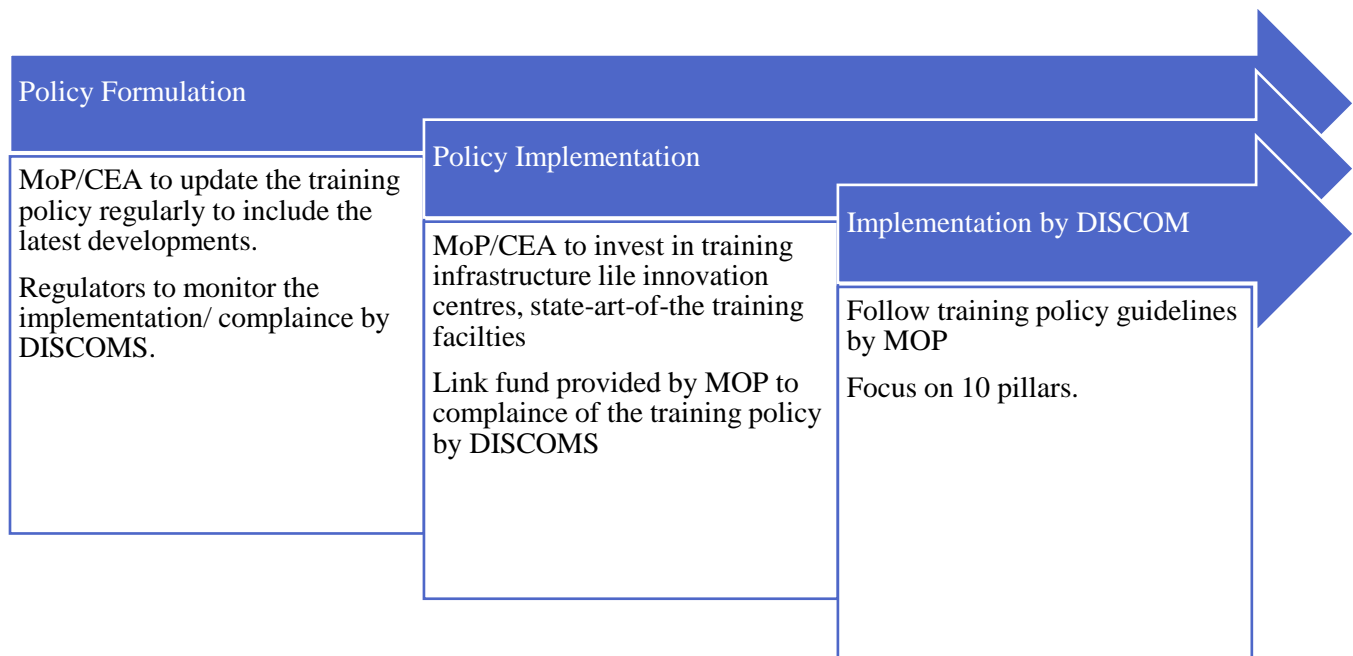 Policy Formulation
MoP/CEA to update the training
policy regularly to include the
latest developments.
Regulators to monitor the
implementation/ complaince by
DISCOMS.
Policy Implementation
MoP/CEA to invest in training
infrastructure lile innovation
centres, state-art-of-the training
facilties
Link fund provided by MOP to
complaince of the training policy
by DISCOMS
Implementation by DISCOM
Follow training policy guidelines
by MOP
Focus on 10 pillars.